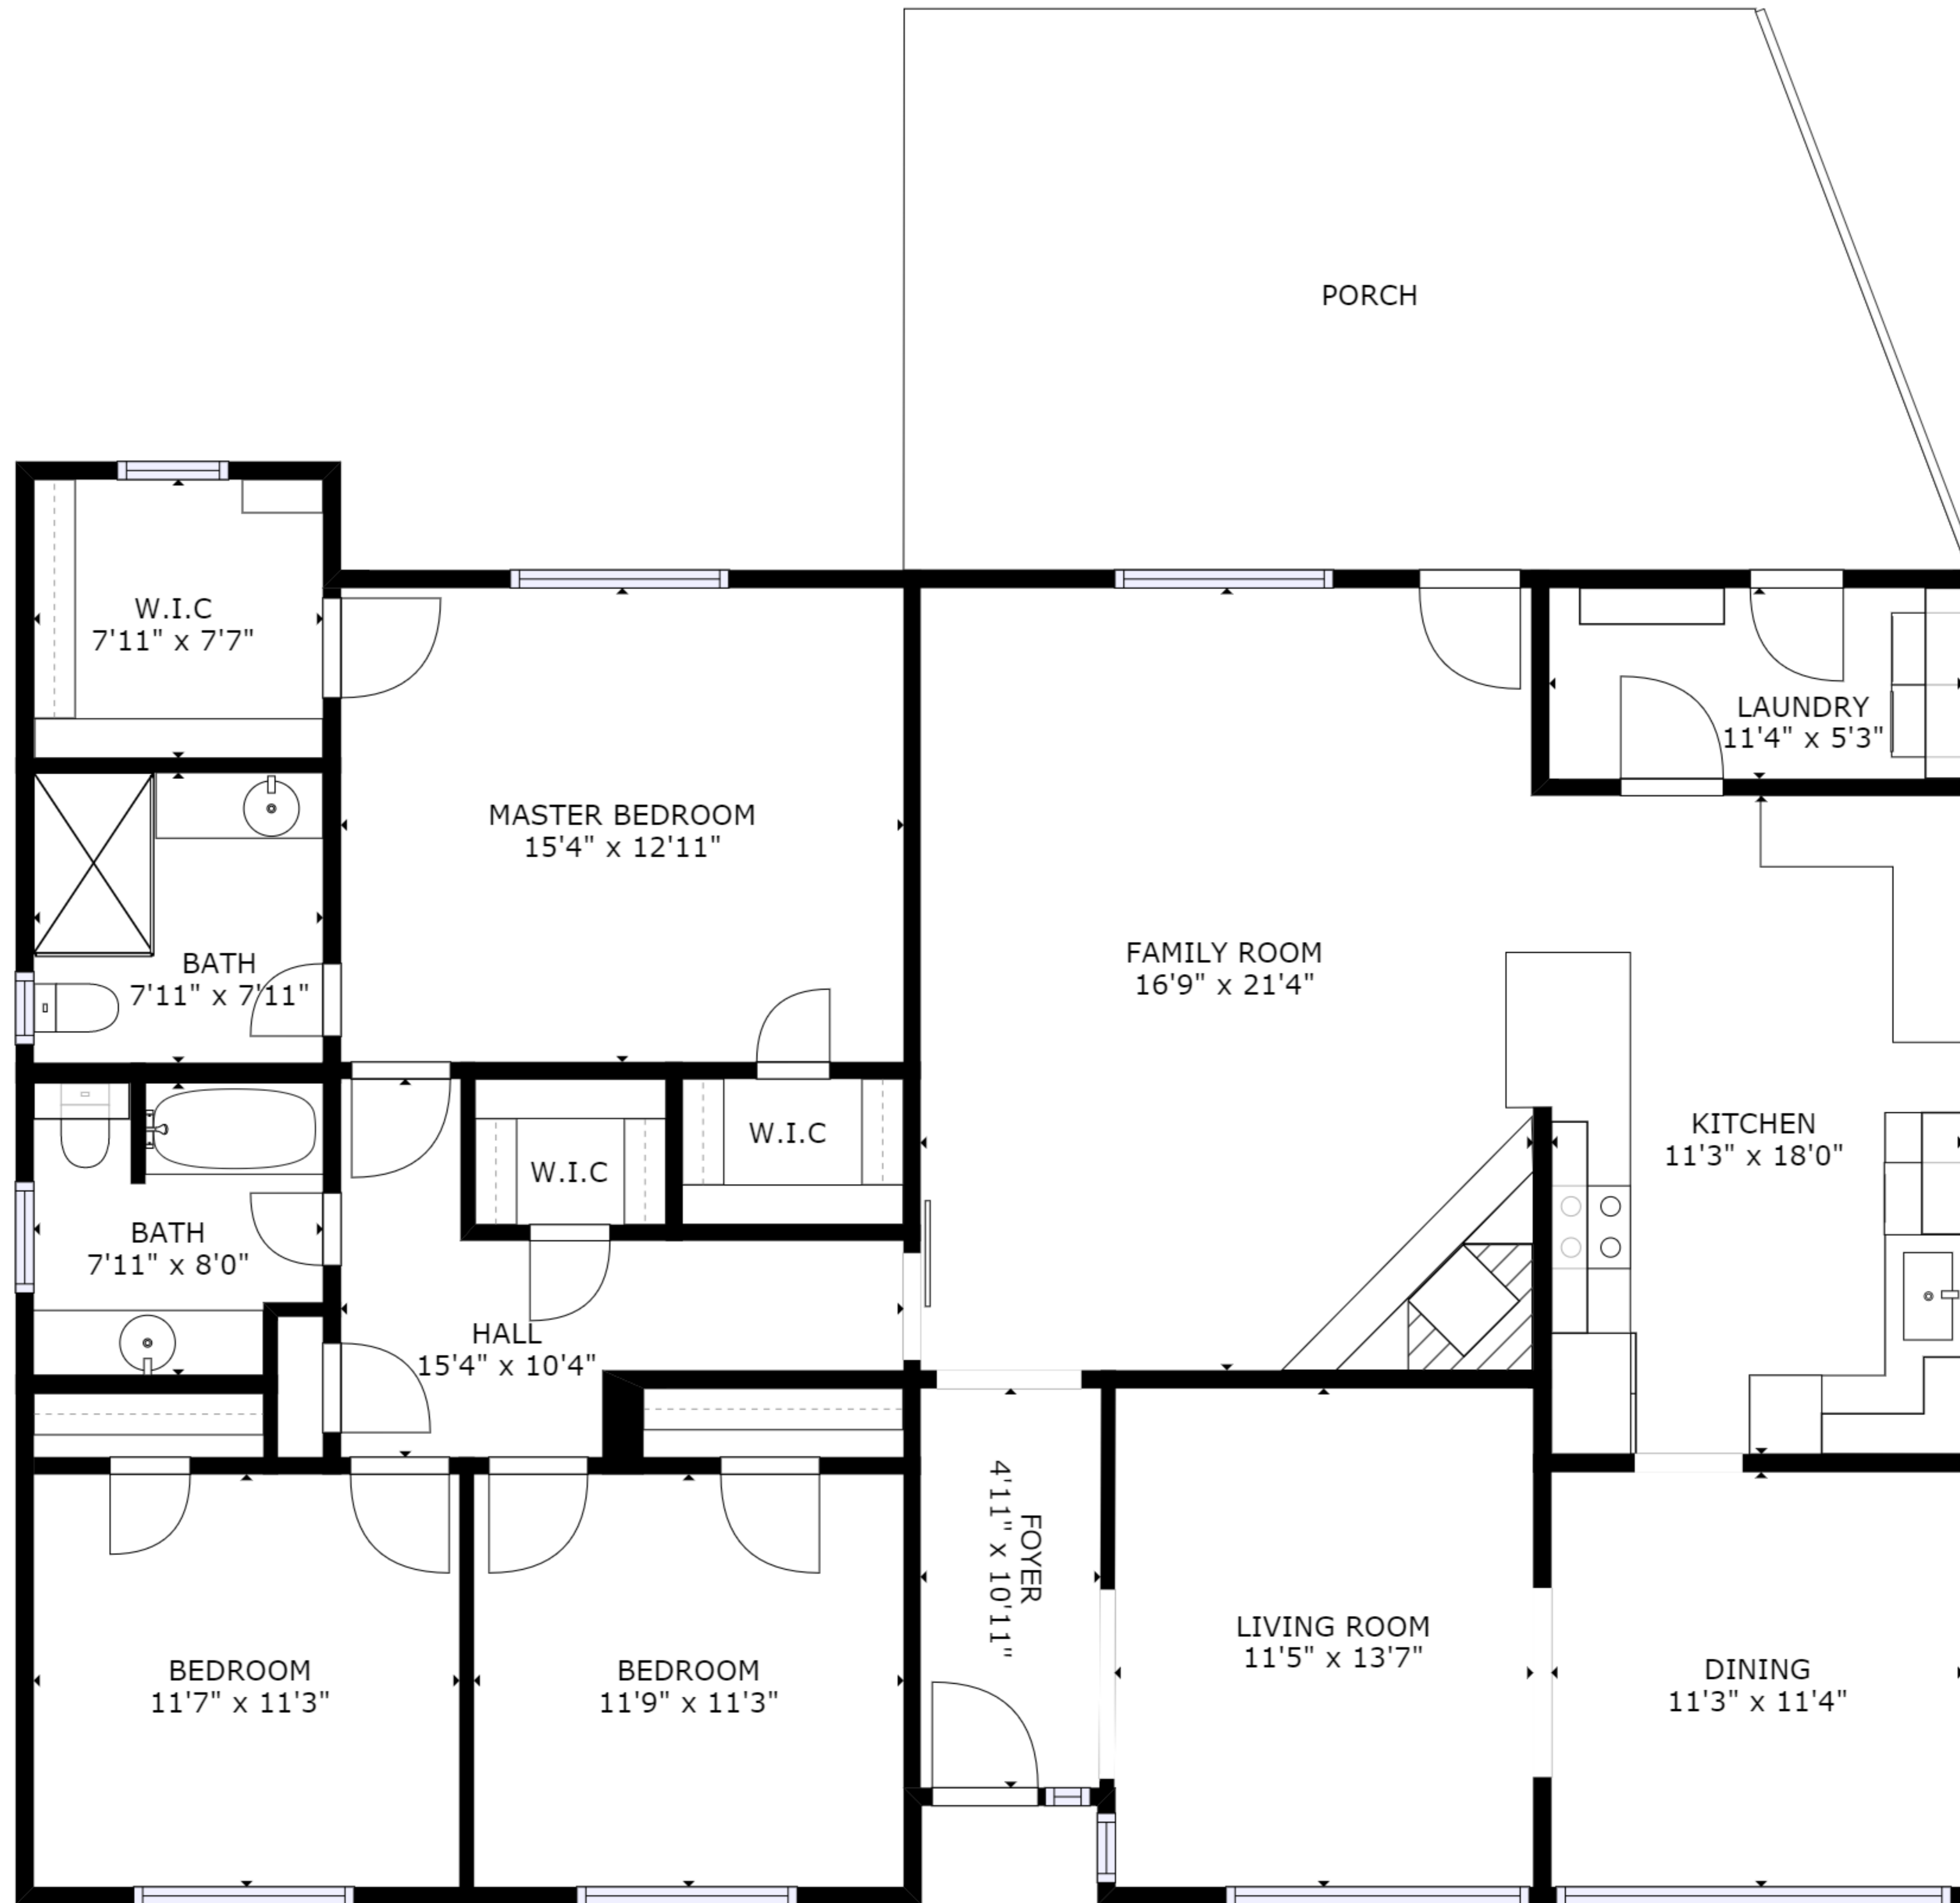 PORCH
W.I.C
7'11" x 7'7"
LAUNDRY
11'4" x 5'3"
MASTER BEDROOM
15'4" x 12'11"
BATH
7'11" x 7'11"
FAMILY ROOM
16'9" x 21'4"
W.I.C
W.I.C
KITCHEN
11'3" x 18'0"
BATH
7'11" x 8'0"
HALL
15'4" x 10'4"
FOYER
4'11" x 10'11"
BEDROOM
11'7" x 11'3"
BEDROOM
11'9" x 11'3"
LIVING ROOM
11'5" x 13'7"
DINING
11'3" x 11'4"